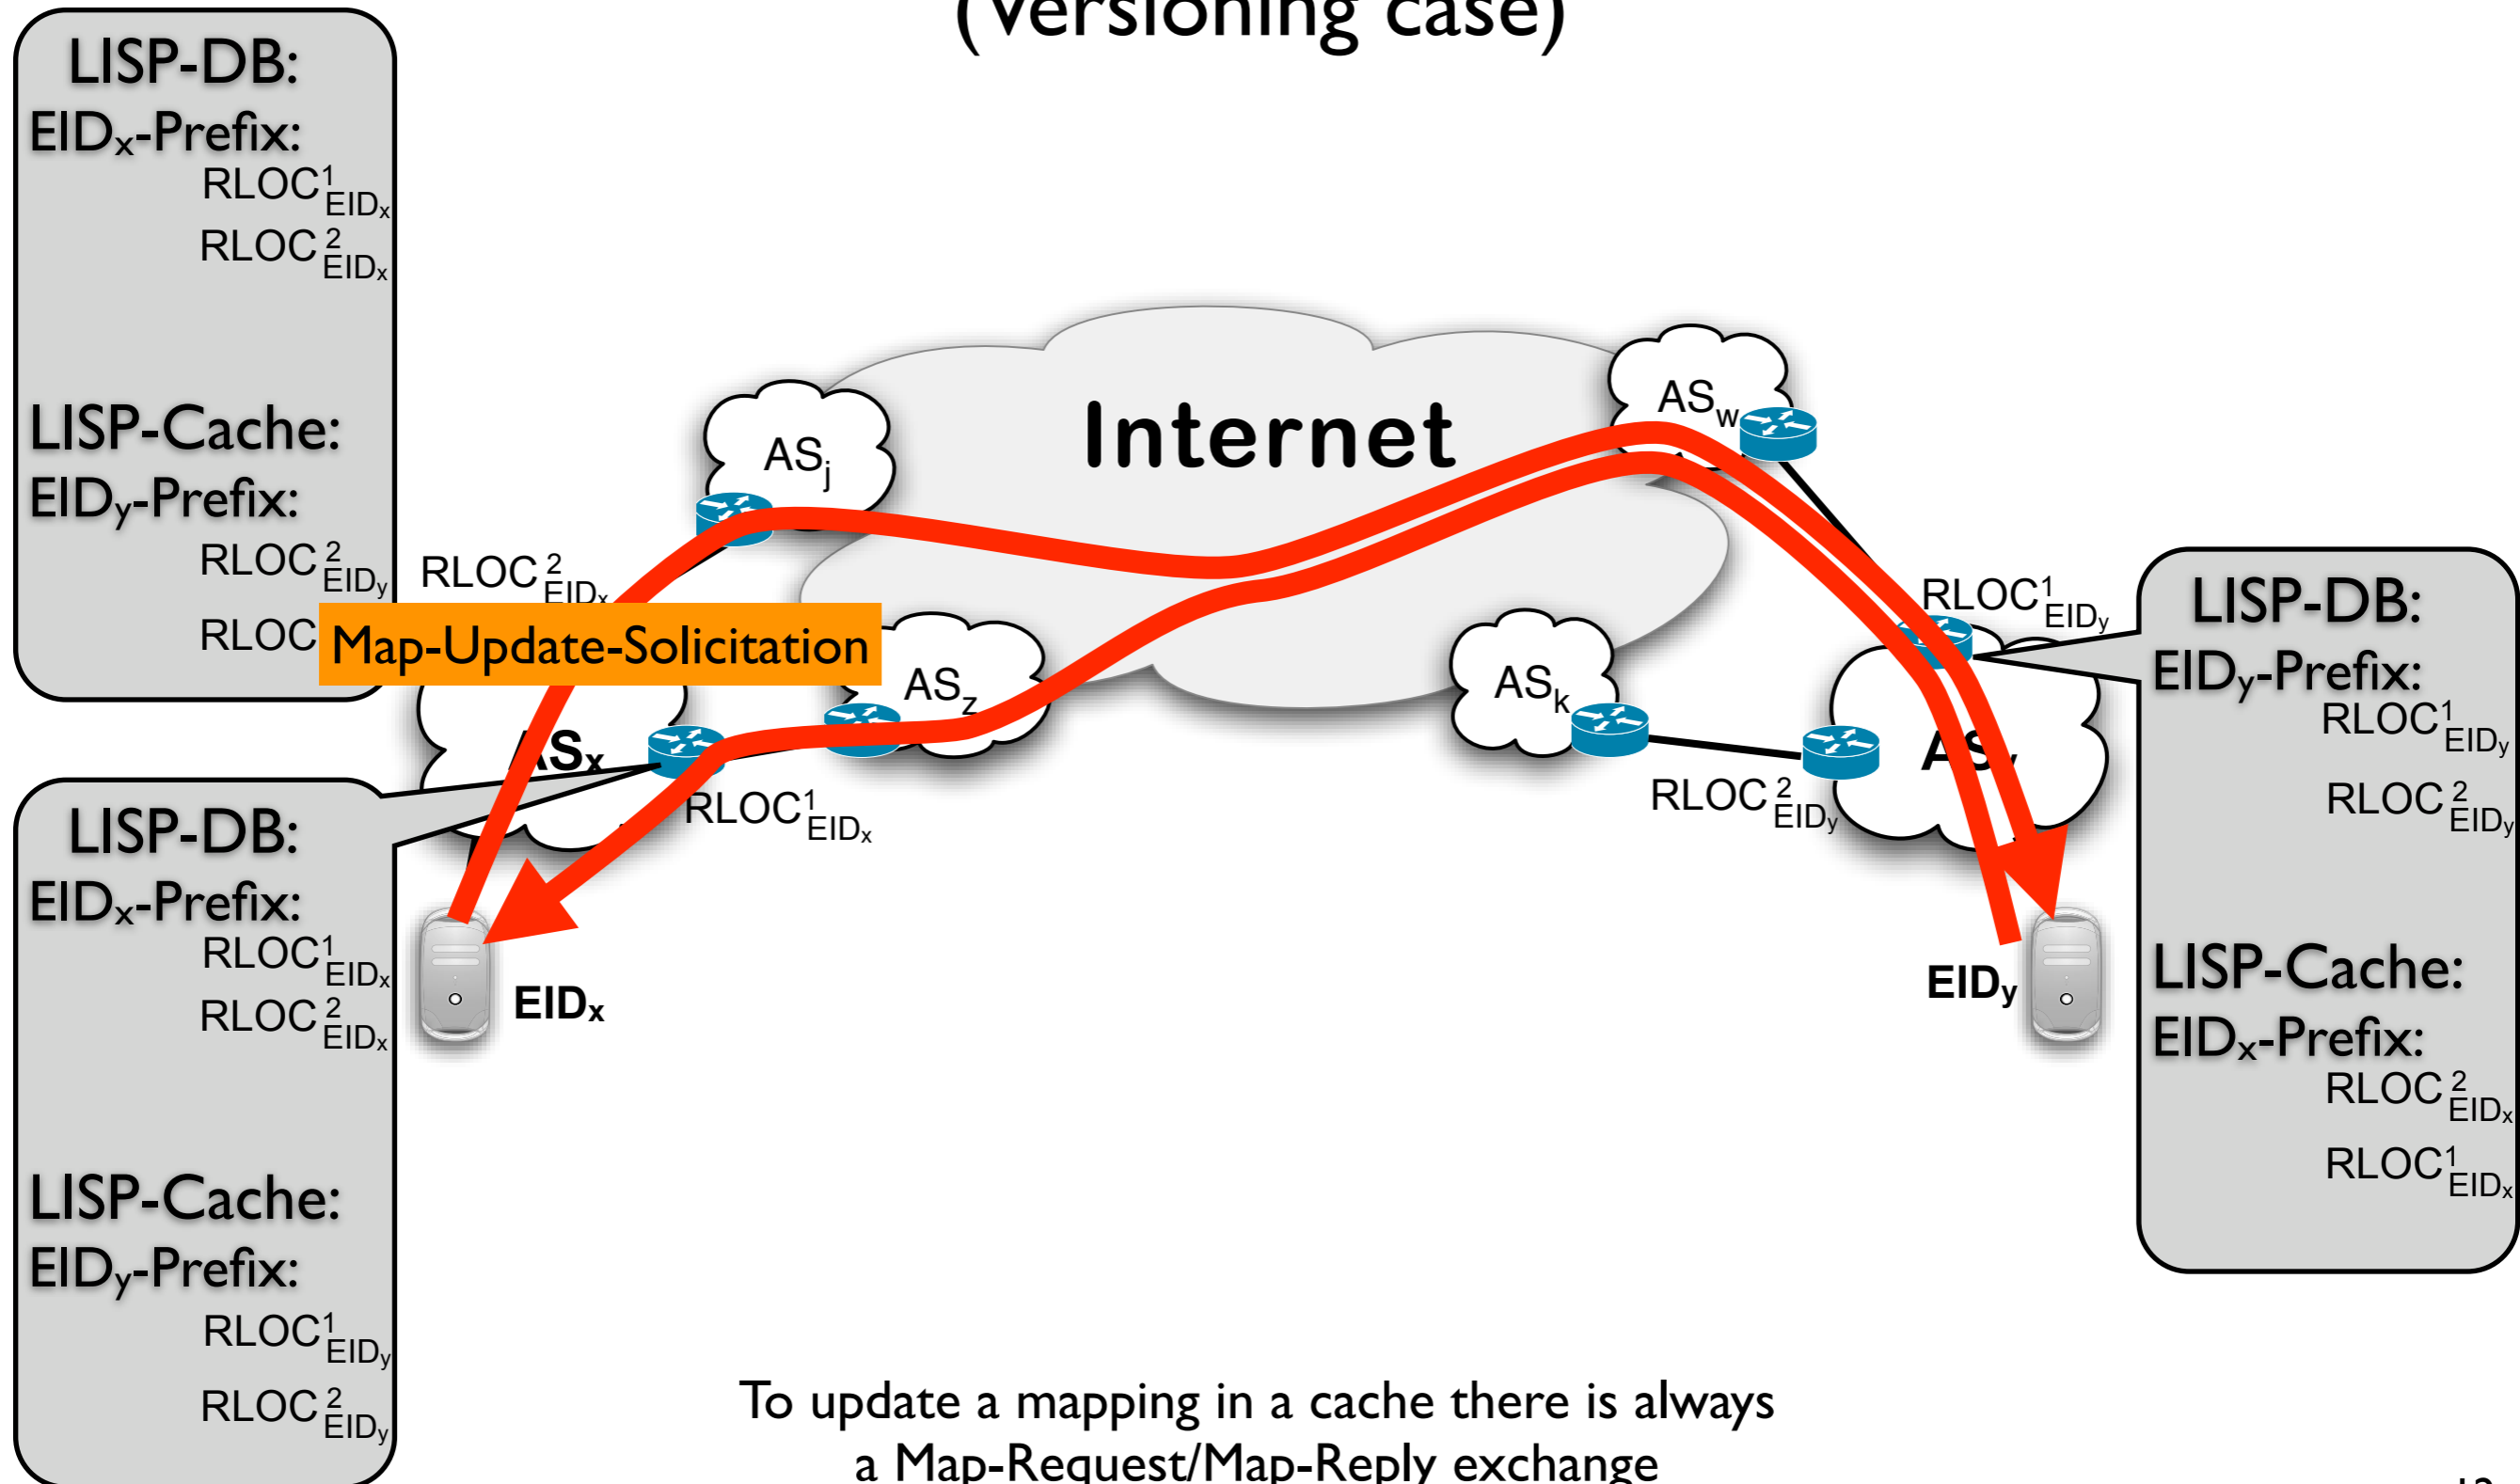 (Versioning case)
LISP-DB:
EIDx-Prefix:
RLOC¹EIDx
RLOC²EIDx
LISP-Cache:
EIDy-Prefix:
RLOC²EIDy
RLOC
Map-Update-Solicitation
LISP-DB:
EIDx-Prefix:
RLOC¹EIDx
RLOC²EIDx
LISP-Cache:
EIDy-Prefix:
RLOC¹EIDy
RLOC²EIDy
Internet
ASj
ASw
ASz
ASk
ASx
RLOC²EIDx
RLOC¹EIDx
RLOC¹EIDy
RLOC²EIDy
EIDx
EIDy
LISP-DB:
EIDy-Prefix:
RLOC¹EIDy
RLOC²EIDy
LISP-Cache:
EIDx-Prefix:
RLOC²EIDx
RLOC¹EIDx
To update a mapping in a cache there is always
a Map-Request/Map-Reply exchange